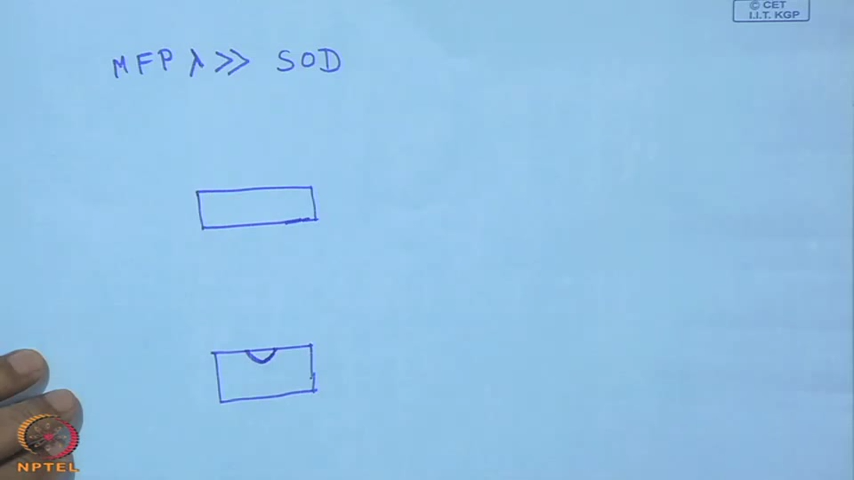 © CET
I.I.T. KGP
MFP λ >> SOD
NPTEL